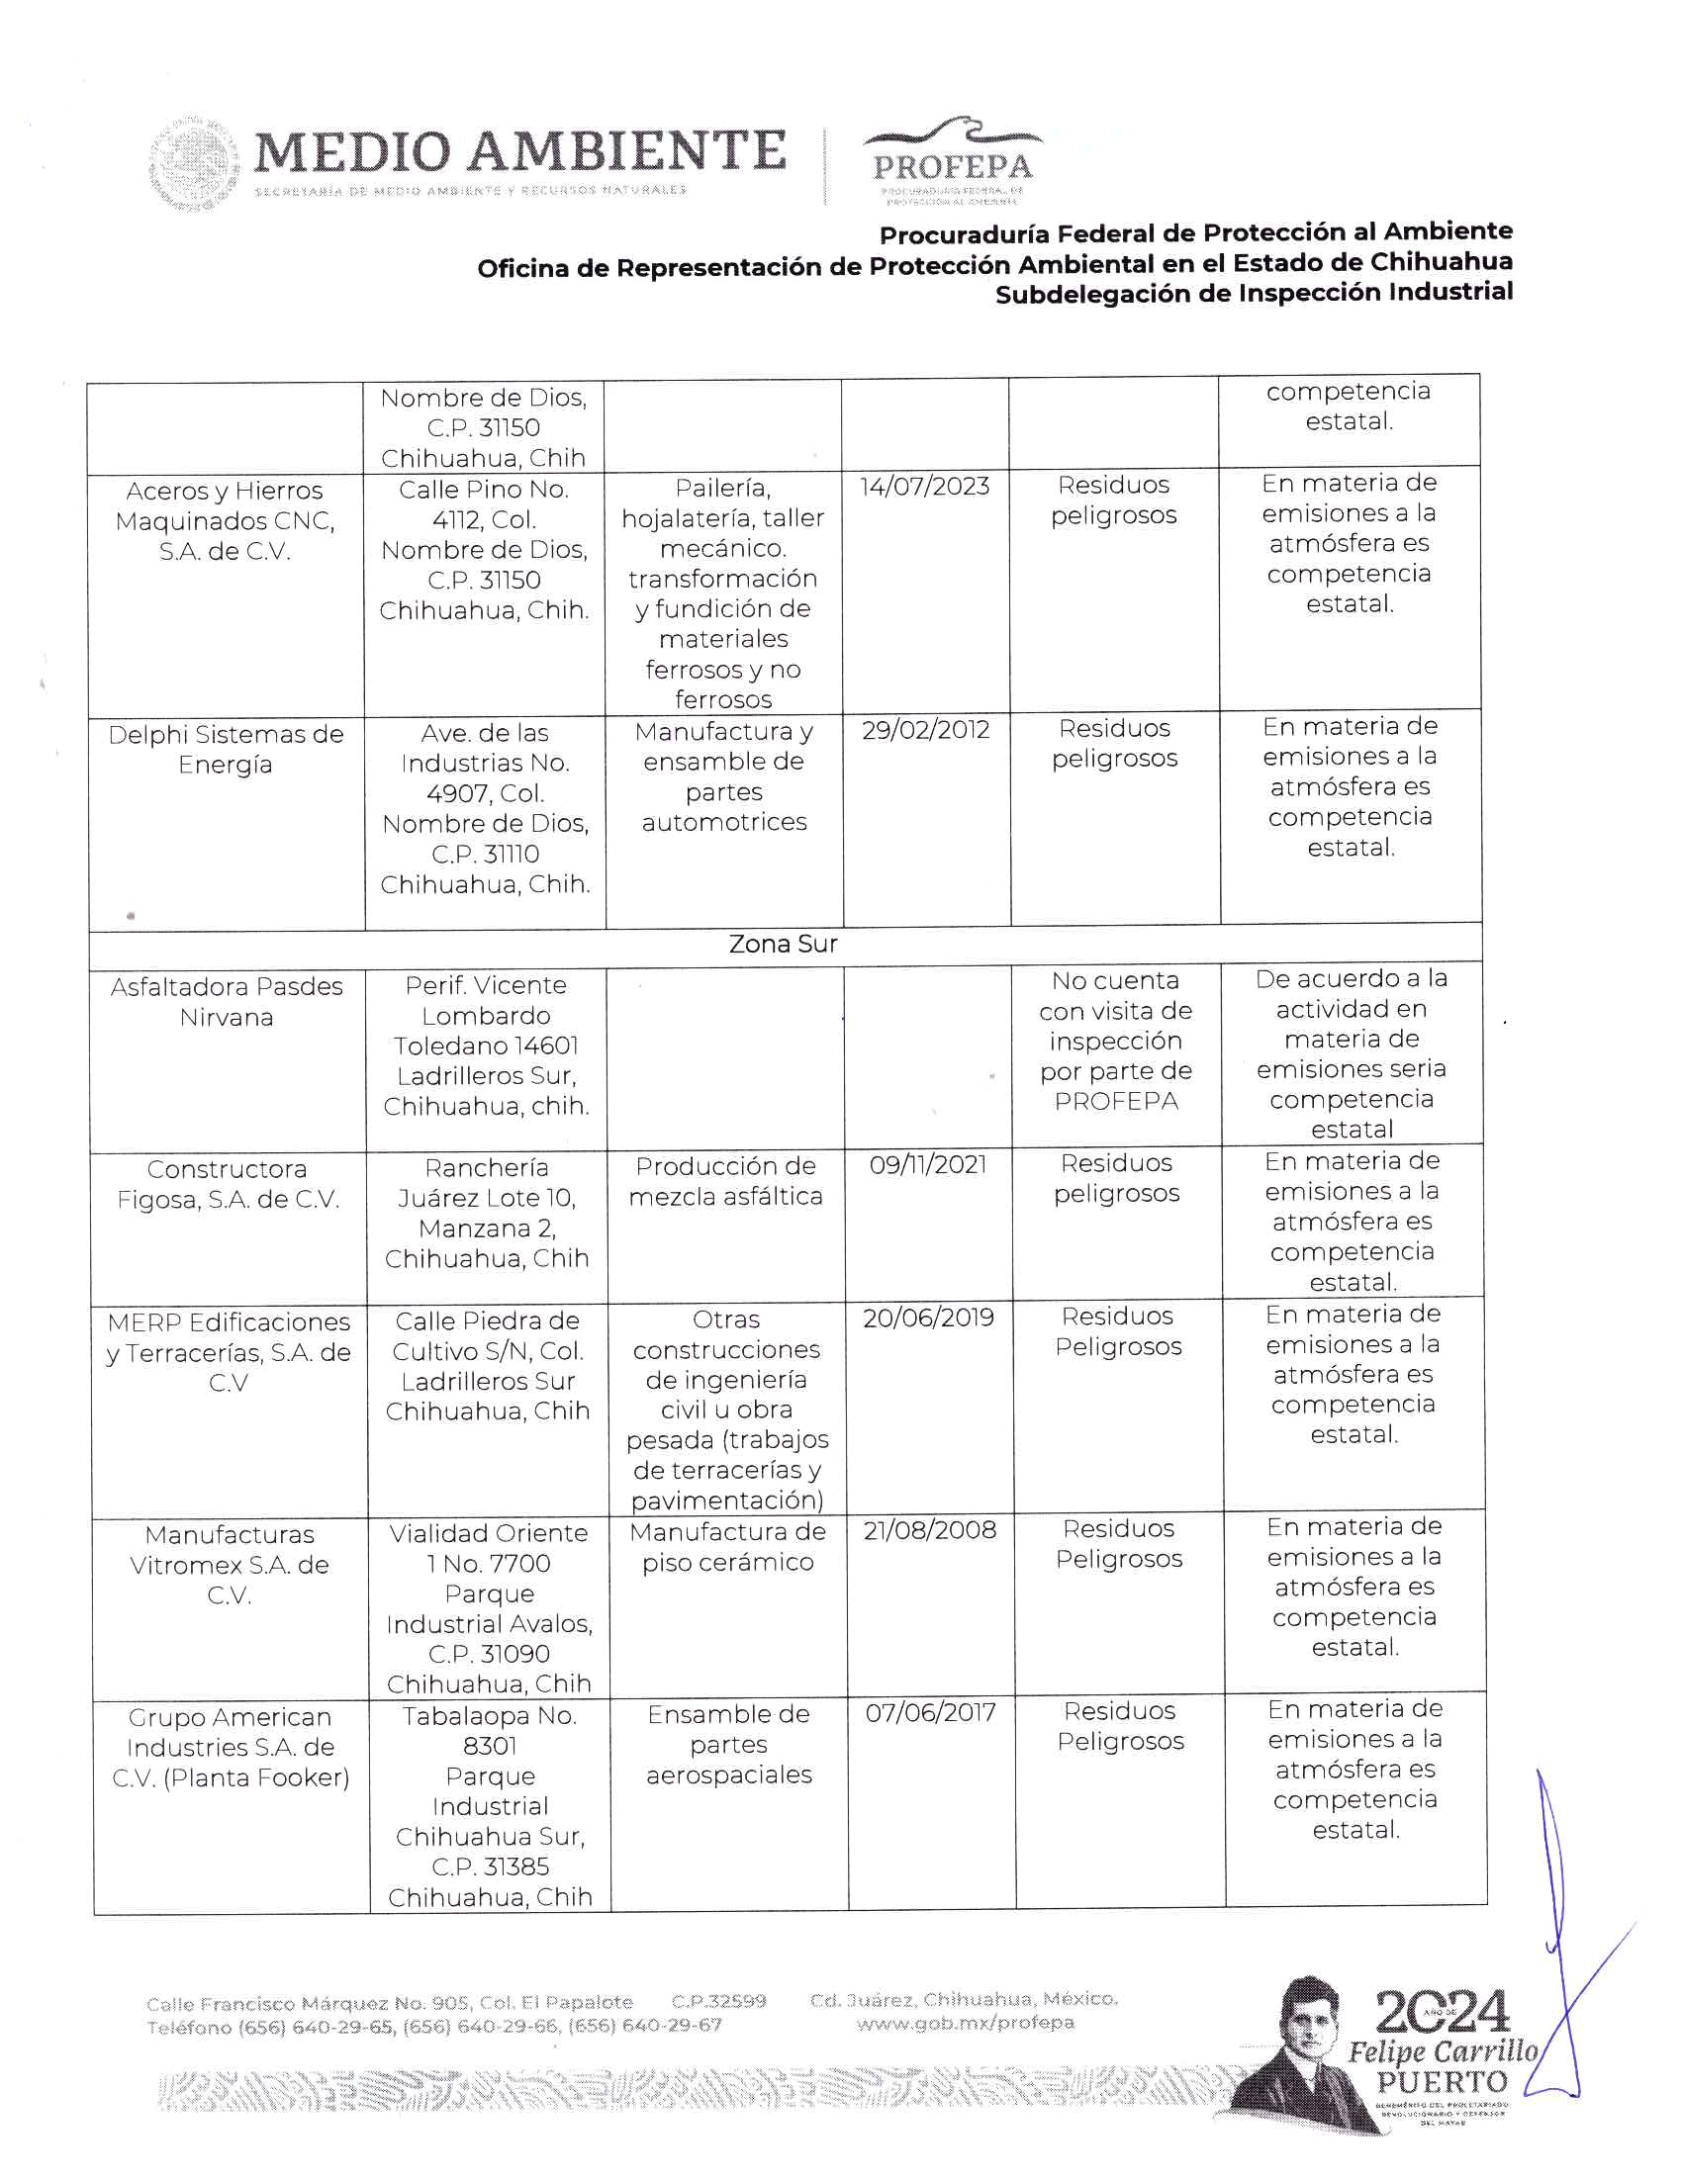 MEDIO AMBIENTE
SECRETARÍA DE MEDIO AMBIENTE Y RECURSOS NATURALES
PROFEPA
PROCURADURÍA FEDERAL DE
PROTECCIÓN AL AMBIENTE
Procuraduría Federal de Protección al Ambiente
Oficina de Representación de Protección Ambiental en el Estado de Chihuahua
Subdelegación de Inspección Industrial
Nombre de Dios,
C.P. 31150
Chihuahua, Chih
competencia
estatal.
Aceros y Hierros
Maquinados CNC,
S.A. de C.V.
Calle Pino No.
4112, Col.
Nombre de Dios,
C.P. 31150
Chihuahua, Chih.
Pailería,
hojalatería, taller
mecánico.
transformación
y fundición de
materiales
ferrosos y no
ferrosos
14/07/2023
Residuos
peligrosos
En materia de
emisiones a la
atmósfera es
competencia
estatal.
Delphi Sistemas de
Energía
Ave. de las
Industrias No.
4907, Col.
Nombre de Dios,
C.P. 31110
Chihuahua, Chih.
Manufactura y
ensamble de
partes
automotrices
29/02/2012
Residuos
peligrosos
En materia de
emisiones a la
atmósfera es
competencia
estatal.
Zona Sur
Asfaltadora Pasdes
Nirvana
Perif. Vicente
Lombardo
Toledano 14601
Ladrilleros Sur,
Chihuahua, chih.
No cuenta
con visita de
inspección
por parte de
PROFEPA
De acuerdo a la
actividad en
materia de
emisiones seria
competencia
estatal
Constructora
Figosa, S.A. de C.V.
Ranchería
Juárez Lote 10,
Manzana 2,
Chihuahua, Chih
Producción de
mezcla asfáltica
09/11/2021
Residuos
peligrosos
En materia de
emisiones a la
atmósfera es
competencia
estatal.
MERP Edificaciones
y Terracerías, S.A. de
C.V
Calle Piedra de
Cultivo S/N, Col.
Ladrilleros Sur
Chihuahua, Chih
Otras
construcciones
de ingeniería
civil u obra
pesada (trabajos
de terracerías y
pavimentación)
20/06/2019
Residuos
Peligrosos
En materia de
emisiones a la
atmósfera es
competencia
estatal.
Manufacturas
Vitromex S.A. de
C.V.
Vialidad Oriente
1 No. 7700
Parque
Industrial Avalos,
C.P. 31090
Chihuahua, Chih
Manufactura de
piso cerámico
21/08/2008
Residuos
Peligrosos
En materia de
emisiones a la
atmósfera es
competencia
estatal.
Grupo American
Industries S.A. de
C.V. (Planta Fooker)
Tabalaopa No.
8301
Parque
Industrial
Chihuahua Sur,
C.P. 31385
Chihuahua, Chih
Ensamble de
partes
aerospaciales
07/06/2017
Residuos
Peligrosos
En materia de
emisiones a la
atmósfera es
competencia
estatal.
Calle Francisco Márquez No. 905, Col. El Papalote C.P.32599 Cd. Juárez, Chihuahua, México.
Teléfono (656) 640-29-65, (656) 640-29-66, (656) 640-29-67 www.gob.mx/profepa
2024
AÑO DE
Felipe Carrillo
PUERTO
BENEMÉRITO DEL PROLETARIADO
REVOLUCIONARIO Y DEFENSOR
DEL MAYAB